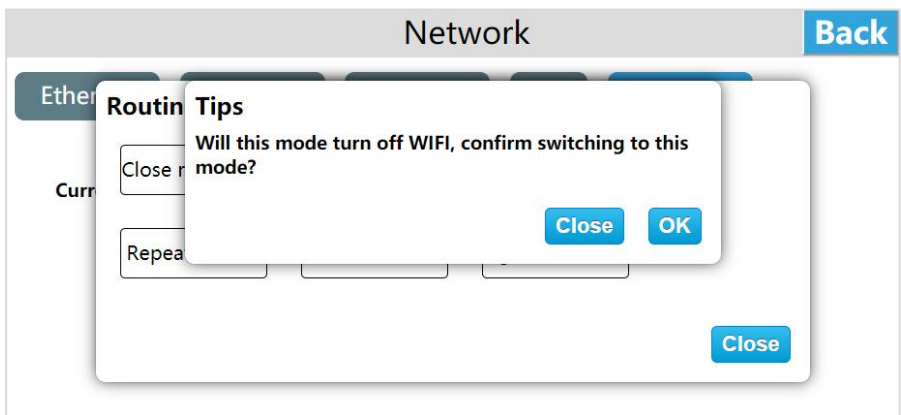 Network
Back
Ether
Routin
Tips
Will this mode turn off WIFI, confirm switching to this
mode?
Close r
Curr
Close
OK
Repea
Close